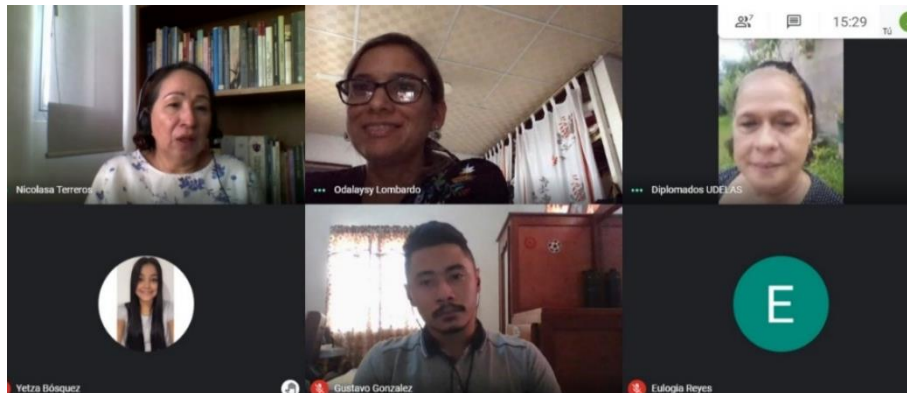 7
15:29
Tú
Nicolasa Terreros
Odalaysy Lombardo
Diplomados UDELAS
E
Yetza Bósquez
Gustavo Gonzalez
Eulogia Reyes